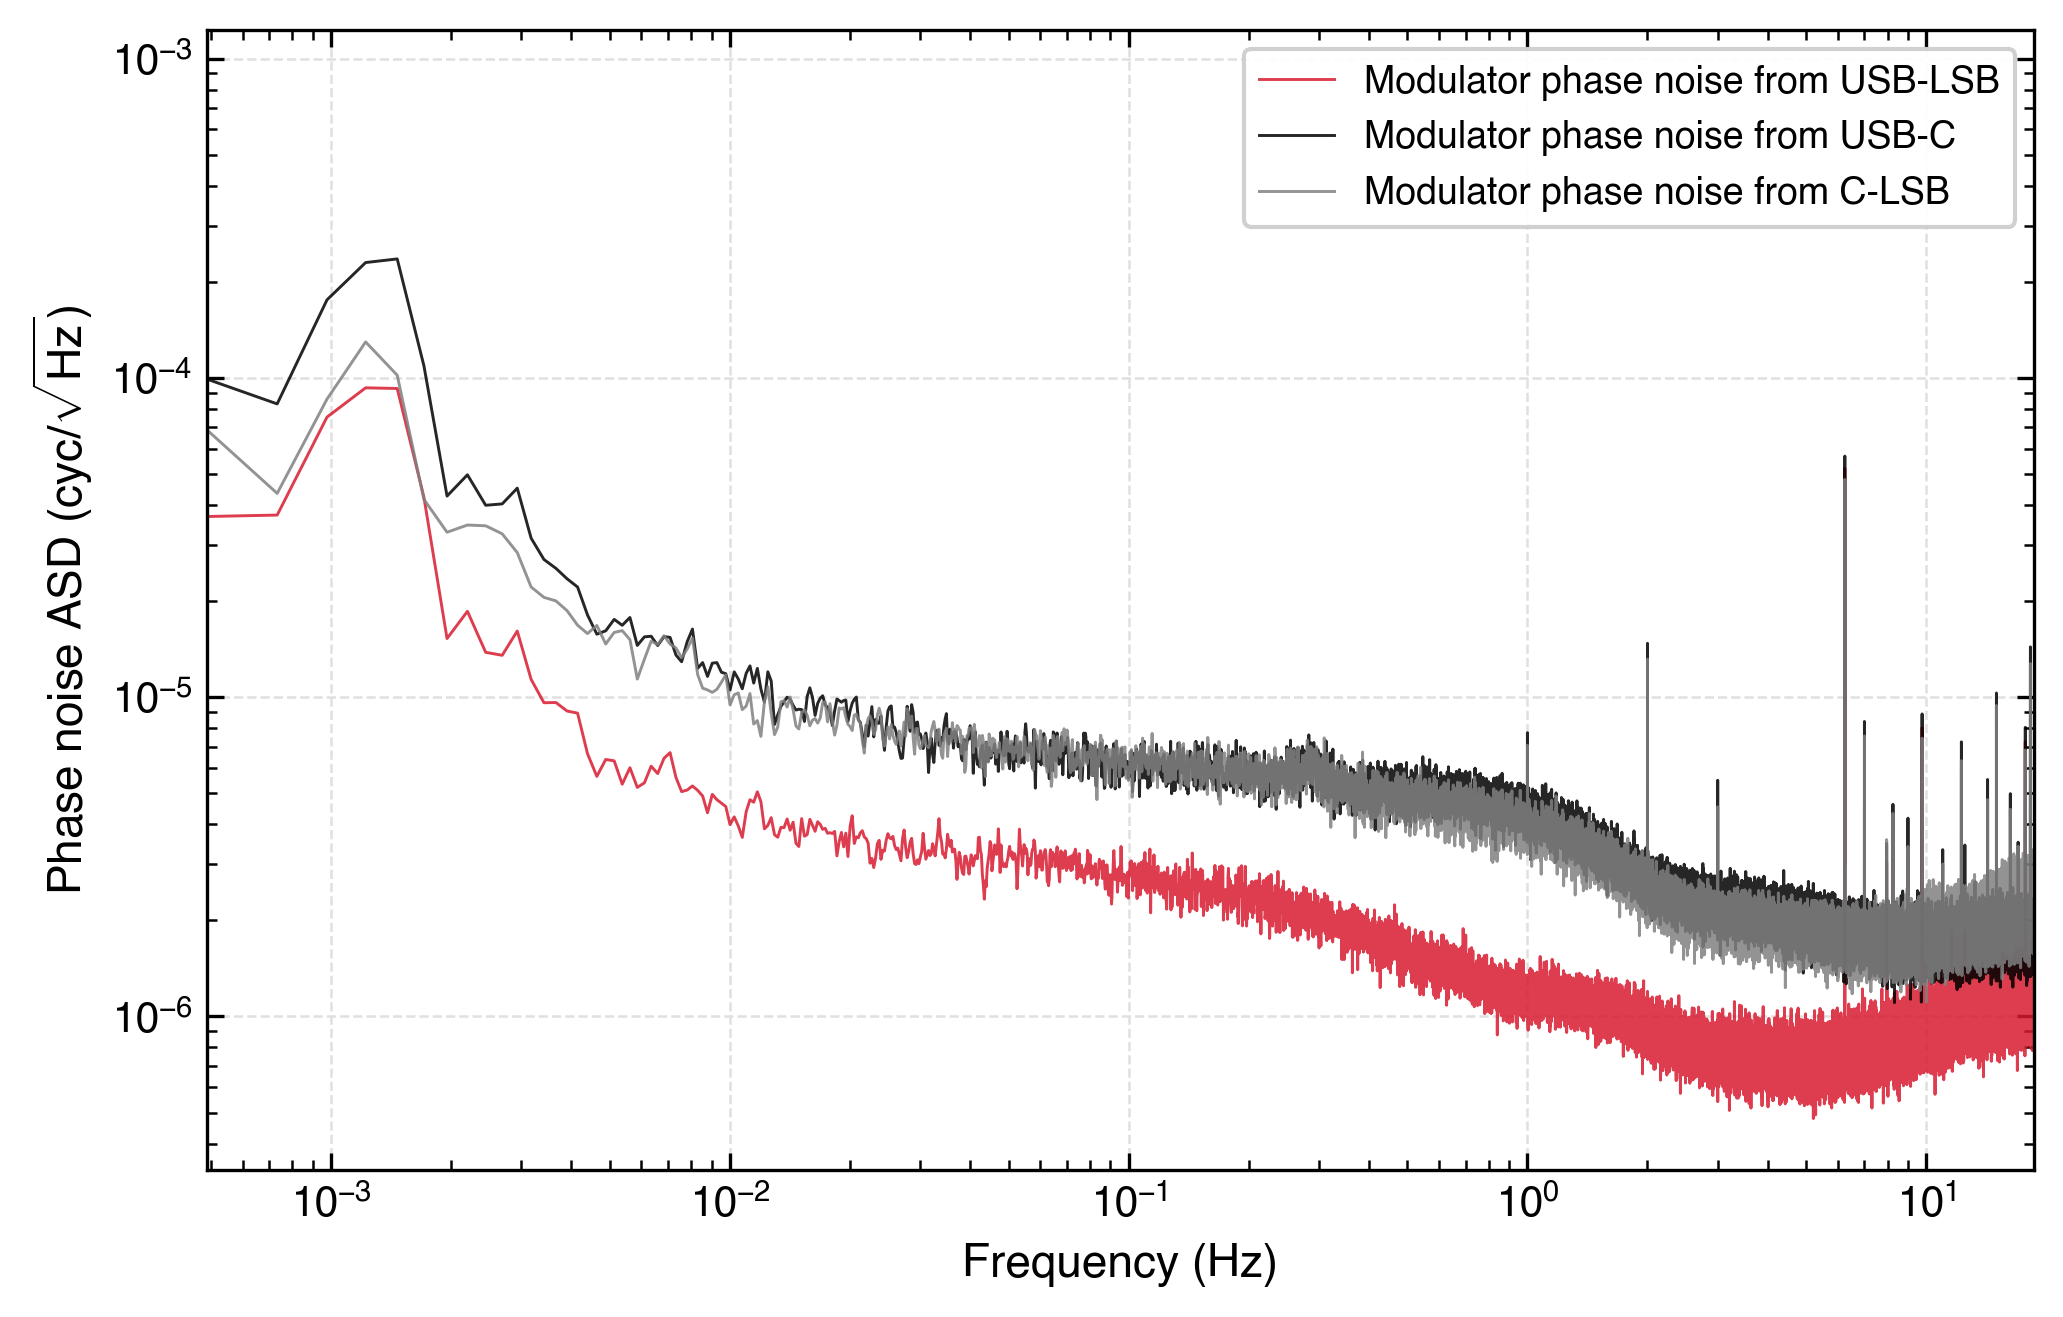 Modulator phase noise from USB-LSB
Modulator phase noise from USB-C
Modulator phase noise from C-LSB
Phase noise ASD (cyc/√Hz)
10⁻³
10⁻⁴
10⁻⁵
10⁻⁶
10⁻³ 10⁻² 10⁻¹ 10⁰ 10¹
Frequency (Hz)